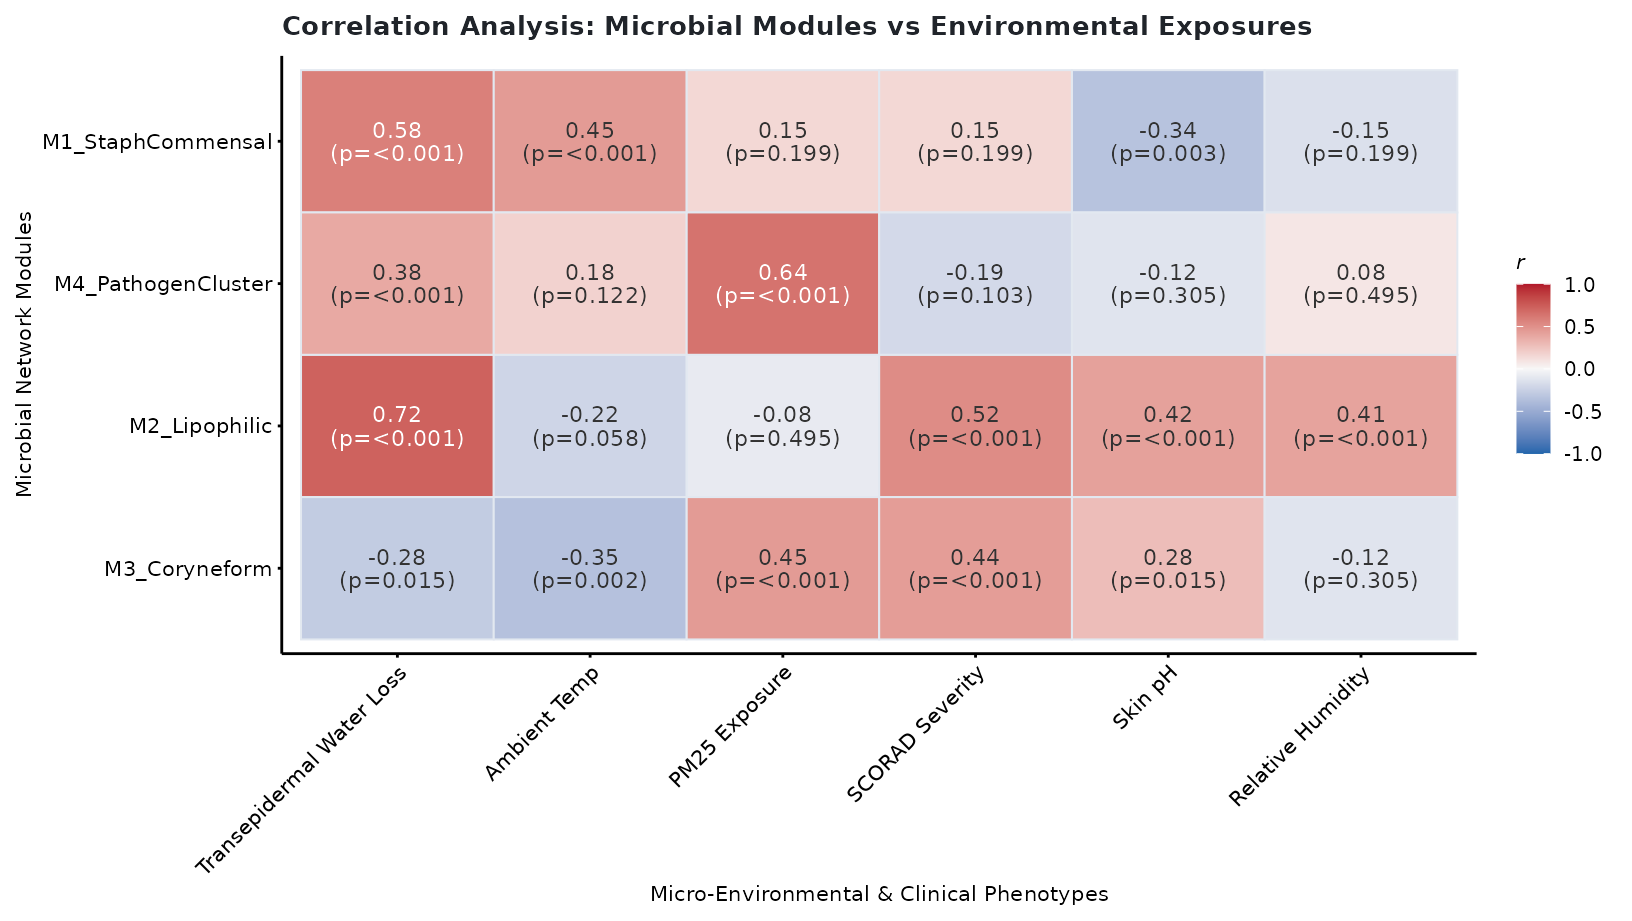 Correlation Analysis: Microbial Modules vs Environmental Exposures
Microbial Network Modules
M1_StaphCommensal
0.58
(p=<0.001)
0.45
(p=<0.001)
0.15
(p=0.199)
0.15
(p=0.199)
-0.34
(p=0.003)
-0.15
(p=0.199)
M4_PathogenCluster
0.38
(p=<0.001)
0.18
(p=0.122)
0.64
(p=<0.001)
-0.19
(p=0.103)
-0.12
(p=0.305)
0.08
(p=0.495)
M2_Lipophilic
0.72
(p=<0.001)
-0.22
(p=0.058)
-0.08
(p=0.495)
0.52
(p=<0.001)
0.42
(p=<0.001)
0.41
(p=<0.001)
M3_Coryneform
-0.28
(p=0.015)
-0.35
(p=0.002)
0.45
(p=<0.001)
0.44
(p=<0.001)
0.28
(p=0.015)
-0.12
(p=0.305)
Transepidermal Water Loss
Ambient Temp
PM25 Exposure
SCORAD Severity
Skin pH
Relative Humidity
Micro-Environmental & Clinical Phenotypes
r
1.0
0.5
0.0
-0.5
-1.0